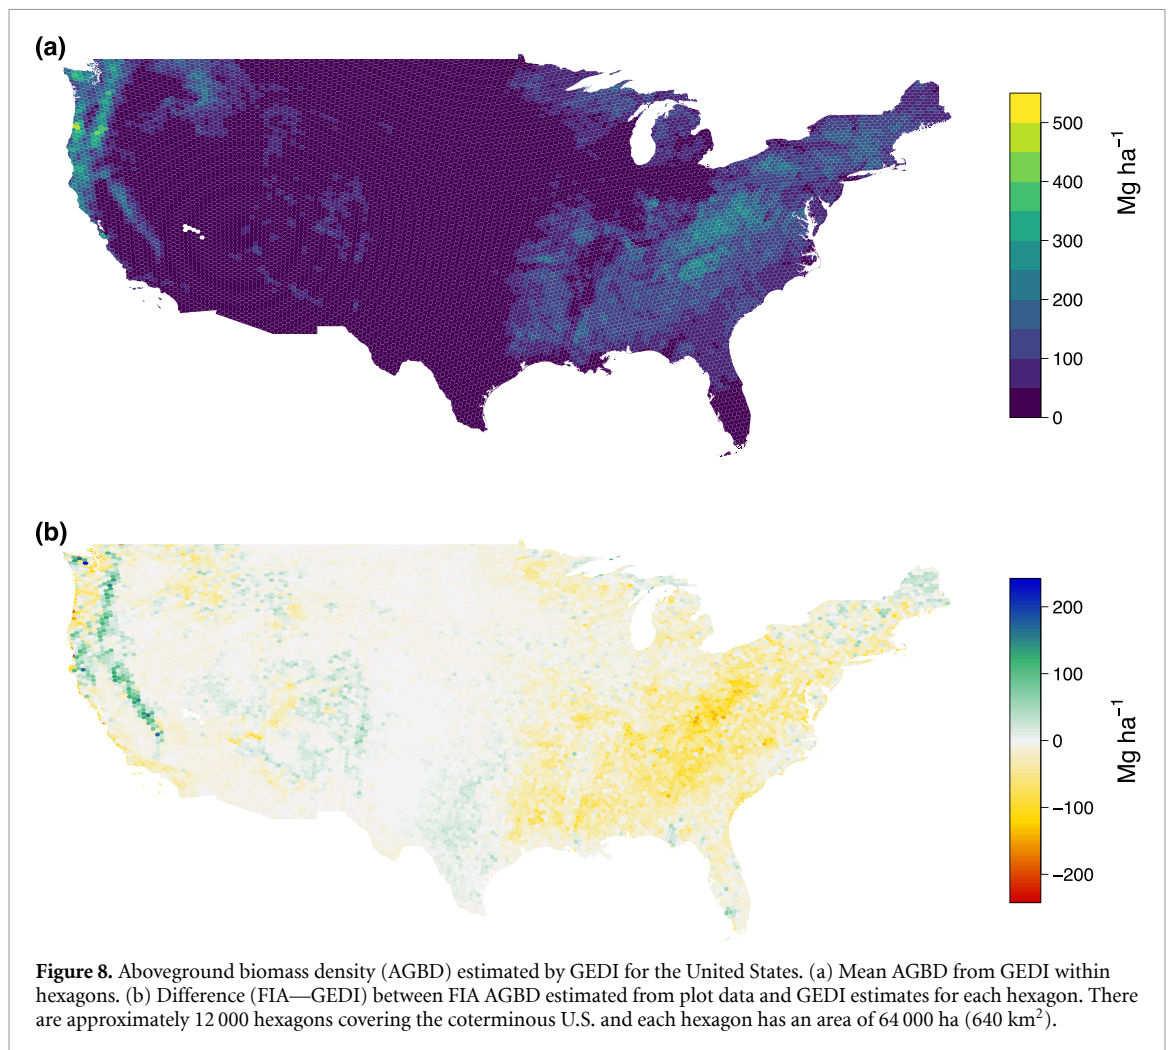 (a)
500
400
300
200
100
0
Mg ha⁻¹
(b)
200
100
0
−100
−200
Mg ha⁻¹
Figure 8. Aboveground biomass density (AGBD) estimated by GEDI for the United States. (a) Mean AGBD from GEDI within
hexagons. (b) Difference (FIA—GEDI) between FIA AGBD estimated from plot data and GEDI estimates for each hexagon. There
are approximately 12 000 hexagons covering the coterminous U.S. and each hexagon has an area of 64 000 ha (640 km²).